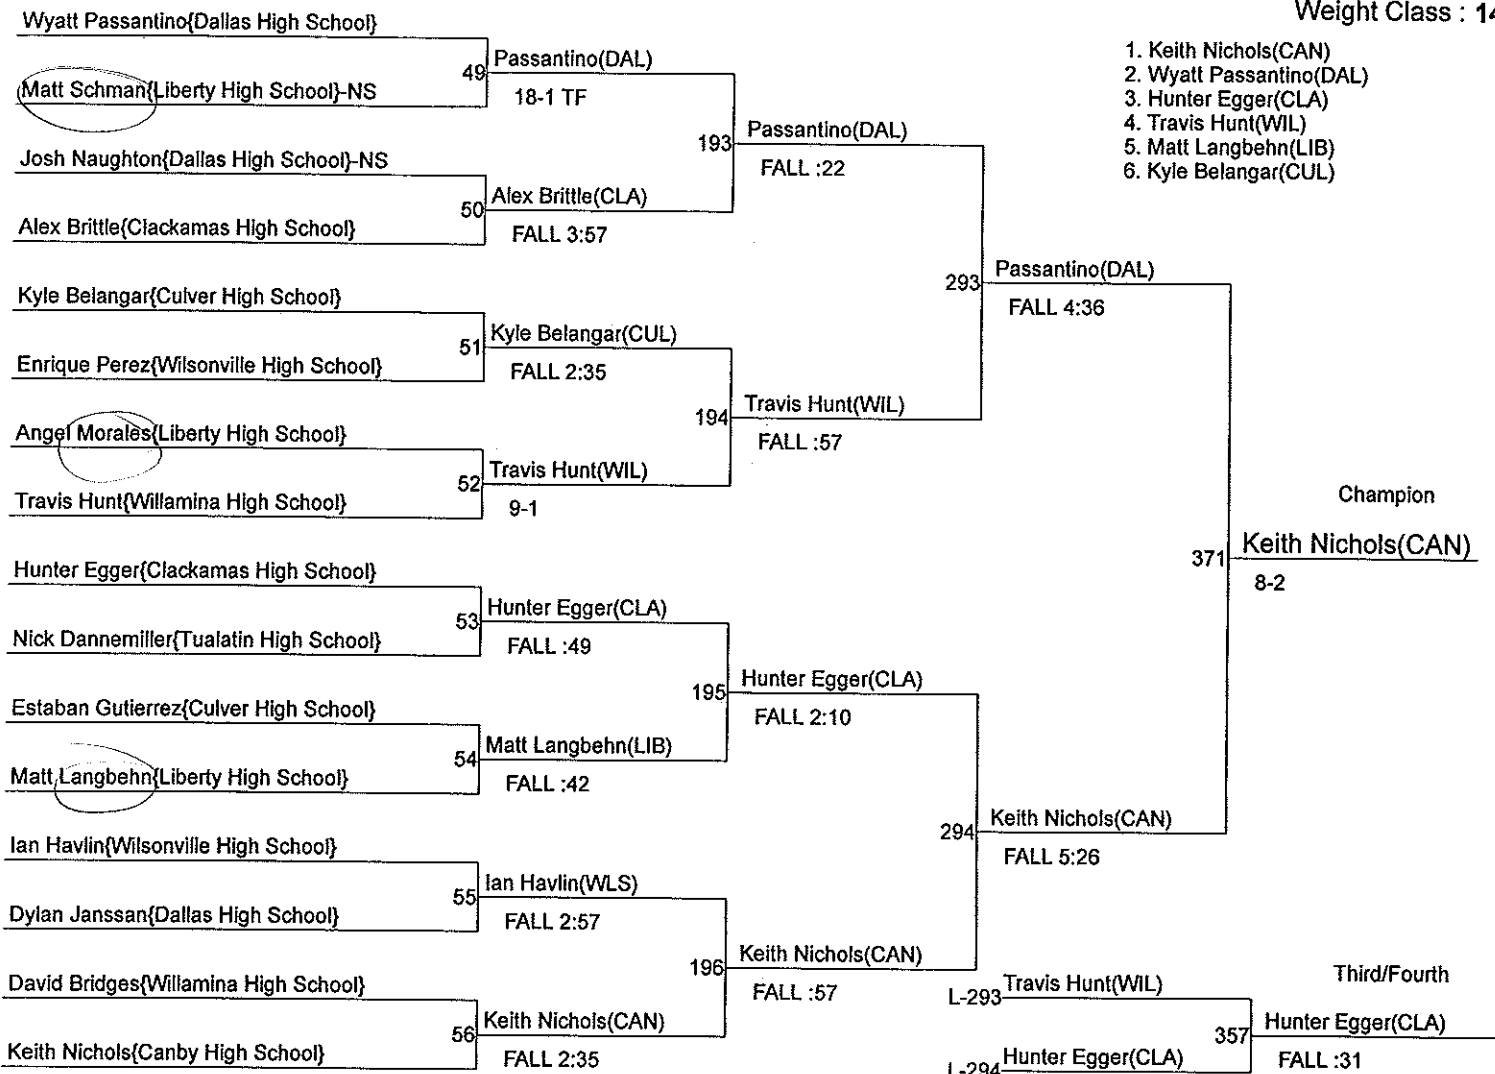 Weight Class : 14
1. Keith Nichols(CAN)
2. Wyatt Passantino(DAL)
3. Hunter Egger(CLA)
4. Travis Hunt(WIL)
5. Matt Langbehn(LIB)
6. Kyle Belangar(CUL)
Wyatt Passantino{Dallas High School}
49
Passantino(DAL)
18-1 TF
Matt Schman{Liberty High School}-NS
193
Passantino(DAL)
FALL :22
Josh Naughton{Dallas High School}-NS
50
Alex Brittle(CLA)
FALL 3:57
Alex Brittle{Clackamas High School}
293
Passantino(DAL)
FALL 4:36
Kyle Belangar{Culver High School}
51
Kyle Belangar(CUL)
FALL 2:35
Enrique Perez{Wilsonville High School}
194
Travis Hunt(WIL)
FALL :57
Angel Morales{Liberty High School}
52
Travis Hunt(WIL)
9-1
Travis Hunt{Willamina High School}
Champion
371
Keith Nichols(CAN)
8-2
Hunter Egger{Clackamas High School}
53
Hunter Egger(CLA)
FALL :49
Nick Dannemiller{Tualatin High School}
195
Hunter Egger(CLA)
FALL 2:10
Estaban Gutierrez{Culver High School}
54
Matt Langbehn(LIB)
FALL :42
Matt Langbehn{Liberty High School}
294
Keith Nichols(CAN)
FALL 5:26
Ian Havlin{Wilsonville High School}
55
Ian Havlin(WLS)
FALL 2:57
Dylan Janssan{Dallas High School}
196
Keith Nichols(CAN)
FALL :57
David Bridges{Willamina High School}
56
Keith Nichols(CAN)
FALL 2:35
Keith Nichols{Canby High School}
Third/Fourth
L-293
Travis Hunt(WIL)
357
Hunter Egger(CLA)
FALL :31
L-294
Hunter Egger(CLA)